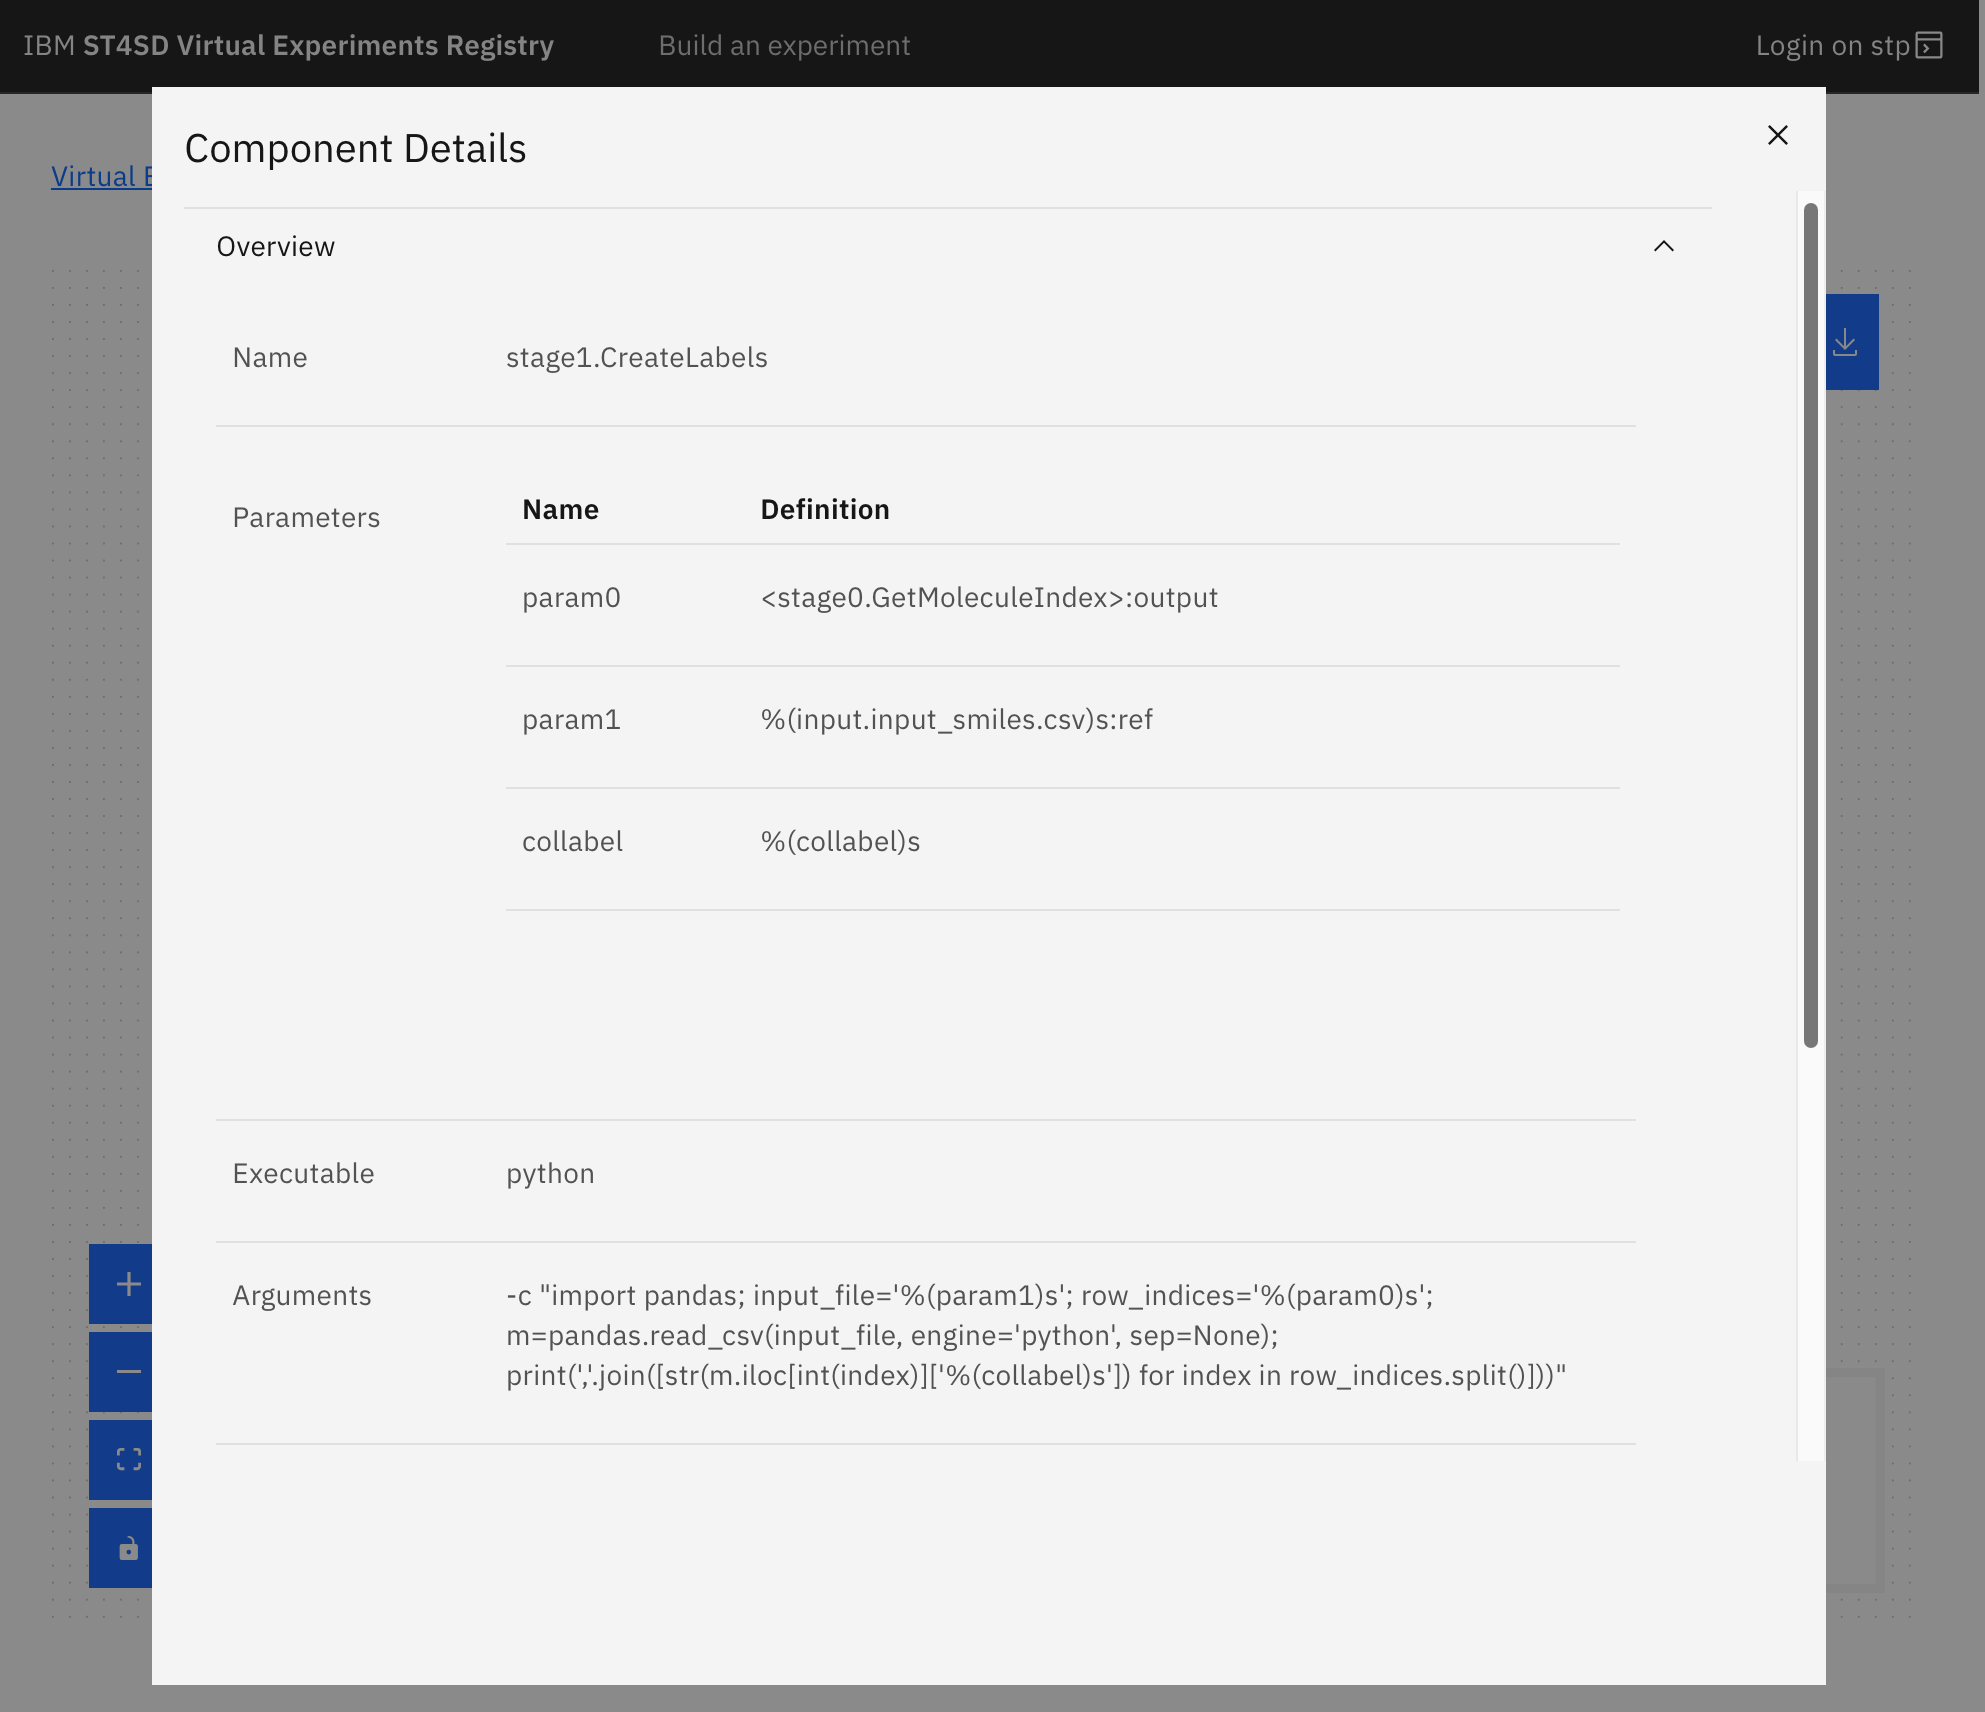 IBM ST4SD Virtual Experiments Registry
Build an experiment
Login on stp
Virtual
Component Details
Overview
Name
stage1.CreateLabels
Parameters
Name
Definition
param0
<stage0.GetMoleculeIndex>:output
param1
%(input.input_smiles.csv)s:ref
collabel
%(collabel)s
Executable
python
Arguments
-c "import pandas; input_file='%(param1)s'; row_indices='%(param0)s';
m=pandas.read_csv(input_file, engine='python', sep=None);
print(','.join([str(m.iloc[int(index)]['%(collabel)s']) for index in row_indices.split()]))"